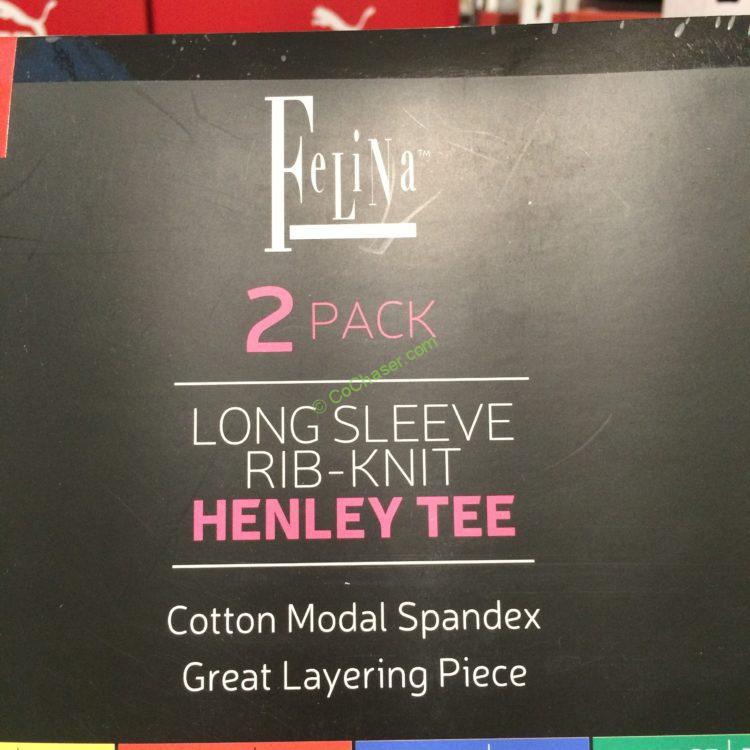 FeLiNa™
2 PACK
© CoChaser.com
LONG SLEEVE
RIB-KNIT
HENLEY TEE
Cotton Modal Spandex
Great Layering Piece